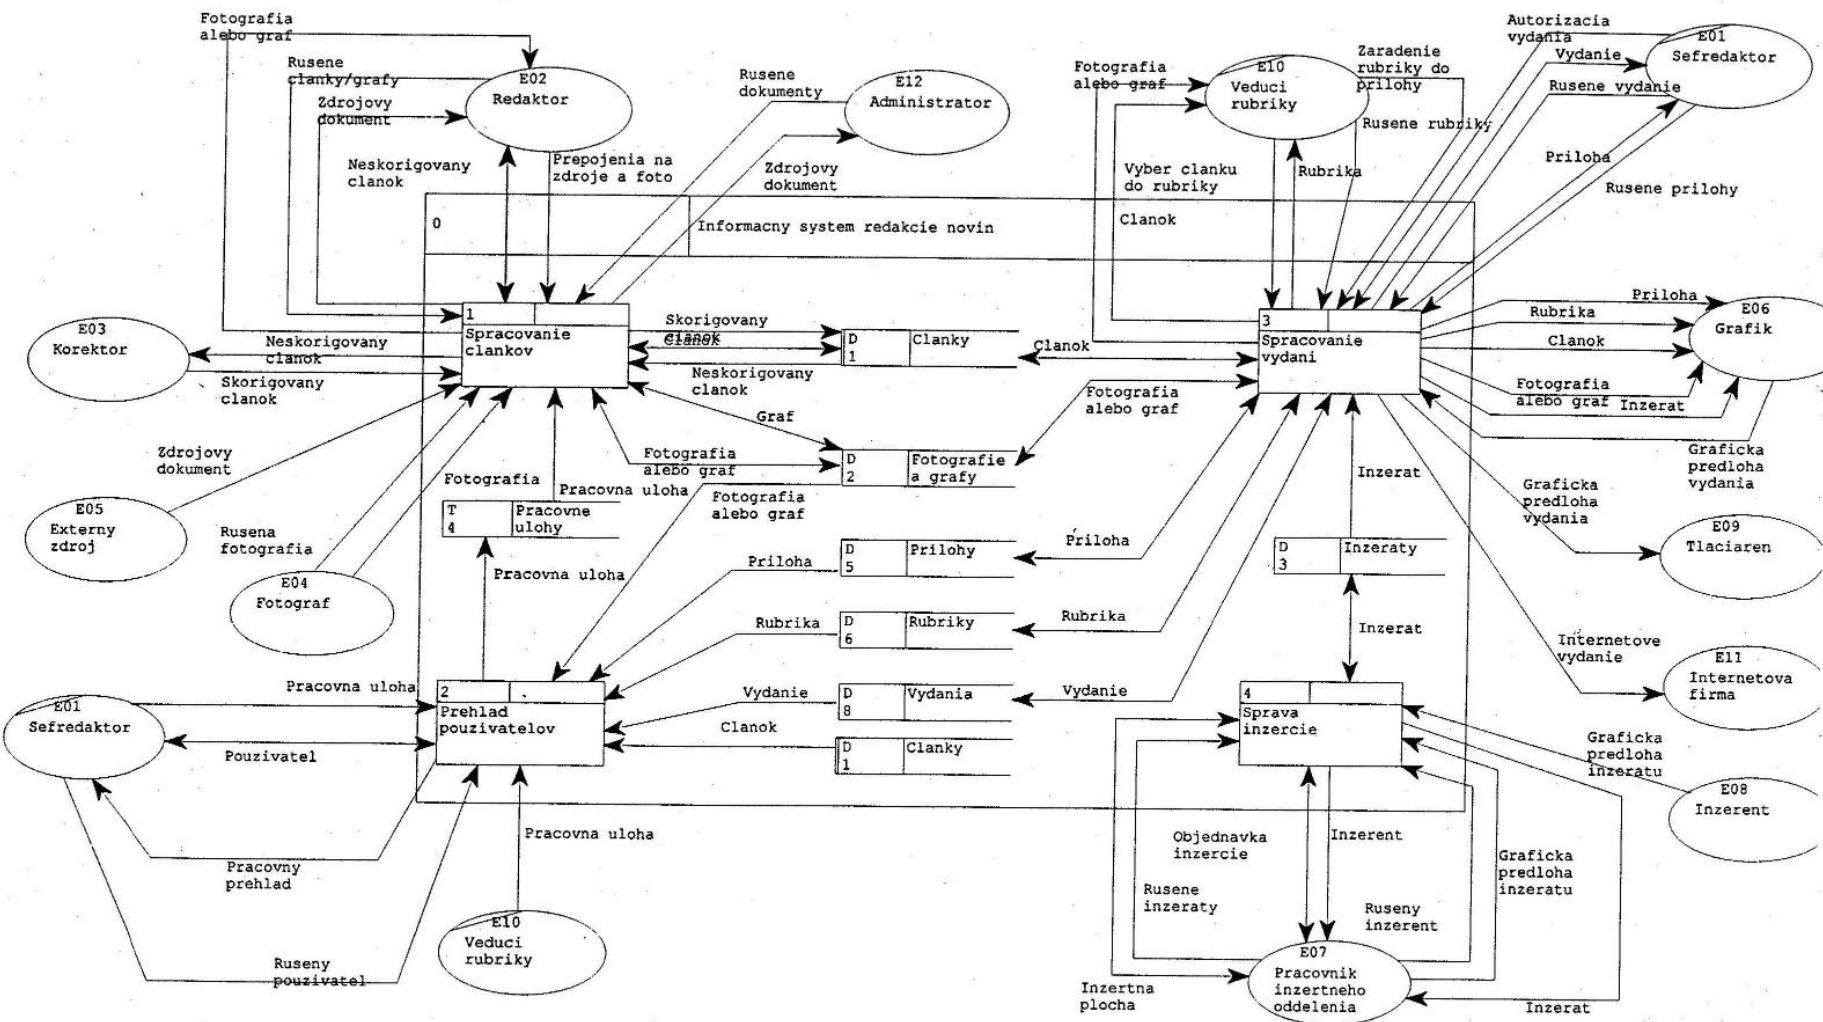 Fotografia
alebo graf
Rusene
clanky/grafy
Zdrojovy
dokument
E02
Redaktor
Neskorigovany
clanok
Prepojenia na
zdroje a foto
Rusene
dokumenty
E12
Administrator
Zdrojovy
dokument
Fotografia
alebo graf
E10
Veduci
rubriky
Zaradenie
rubriky do
prilohy
Rusene rubriky
Vyber clanku
do rubriky
Rubrika
Clanok
Autorizacia
vydania
Vydanie
Rusene vydanie
E01
Sefredaktor
Priloha
Rusene prilohy
0
Informacny system redakcie novin
1
Spracovanie
clankov
E03
Korektor
Neskorigovany
clanok
Skorigovany
clanok
Skorigovany
clanok
Clanok
Neskorigovany
clanok
D
1
Clanky
Clanok
3
Spracovanie
vydani
Priloha
Rubrika
Clanok
Fotografia
alebo graf
Inzerat
E06
Grafik
Graficka
predloha
vydania
Graf
Fotografia
alebo graf
Fotografia
alebo graf
D
2
Fotografie
a grafy
Zdrojovy
dokument
E05
Externy
zdroj
Rusena
fotografia
Fotografia
E04
Fotograf
Pracovna uloha
T
4
Pracovne
ulohy
Pracovna uloha
Fotografia
alebo graf
Priloha
D
5
Prilohy
Priloha
Inzerat
D
3
Inzeraty
Graficka
predloha
vydania
E09
Tlaciaren
Rubrika
D
6
Rubriky
Rubrika
Inzerat
Internetove
vydanie
E11
Internetova
firma
E01
Sefredaktor
Pracovna uloha
Pouzivatel
2
Prehlad
pouzivatelov
Vydanie
D
8
Vydania
Vydanie
Clanok
D
1
Clanky
4
Sprava
inzercie
Graficka
predloha
inzeratu
E08
Inzerent
Pracovny
prehlad
Pracovna uloha
E10
Veduci
rubriky
Ruseny
pouzivatel
Objednavka
inzercie
Inzerent
Rusene
inzeraty
Ruseny
inzerent
Graficka
predloha
inzeratu
E07
Pracovnik
inzertneho
oddelenia
Inzertna
plocha
Inzerat